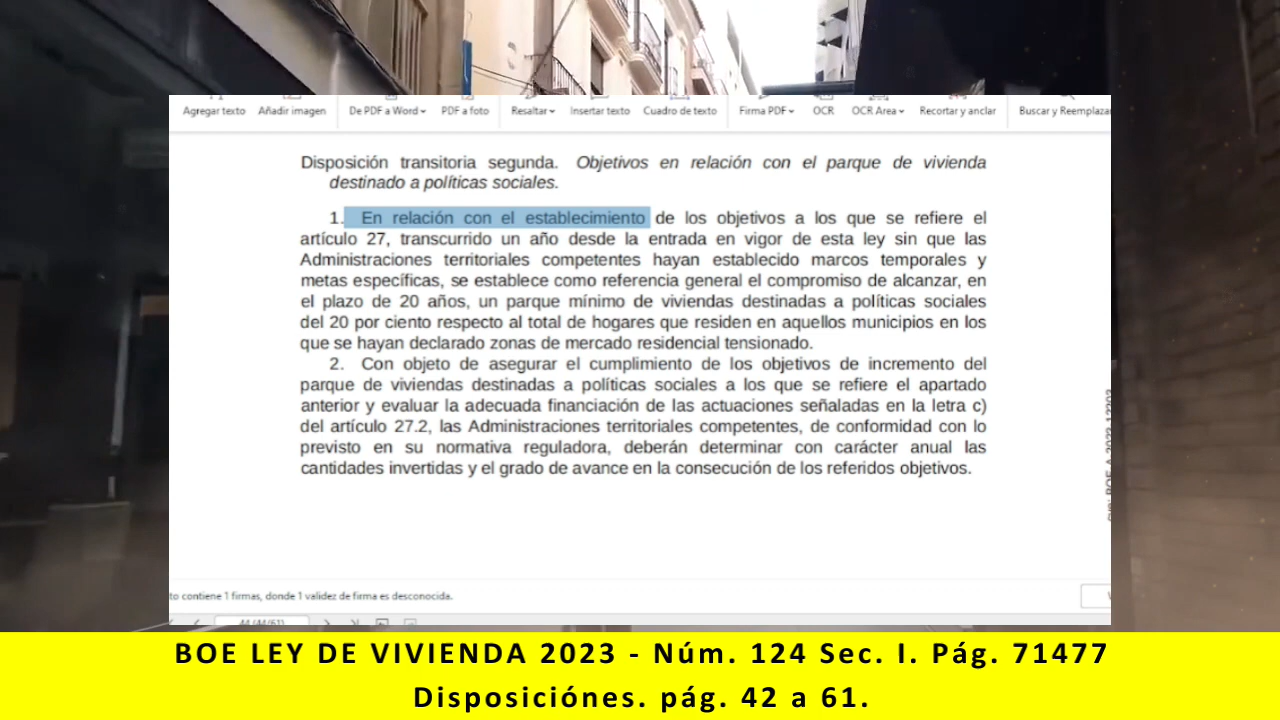 Agregar texto Añadir imagen De PDF a Word PDF a foto Resaltar Insertar texto Cuadro de texto Firma PDF OCR OCR Area Recortar y anclar Buscar y Reemplaza
Disposición transitoria segunda. Objetivos en relación con el parque de vivienda
destinado a políticas sociales.
1. En relación con el establecimiento de los objetivos a los que se refiere el
artículo 27, transcurrido un año desde la entrada en vigor de esta ley sin que las
Administraciones territoriales competentes hayan establecido marcos temporales y
metas específicas, se establece como referencia general el compromiso de alcanzar, en
el plazo de 20 años, un parque mínimo de viviendas destinadas a políticas sociales
del 20 por ciento respecto al total de hogares que residen en aquellos municipios en los
que se hayan declarado zonas de mercado residencial tensionado.
2. Con objeto de asegurar el cumplimiento de los objetivos de incremento del
parque de viviendas destinadas a políticas sociales a los que se refiere el apartado
anterior y evaluar la adecuada financiación de las actuaciones señaladas en la letra c)
del artículo 27.2, las Administraciones territoriales competentes, de conformidad con lo
previsto en su normativa reguladora, deberán determinar con carácter anual las
cantidades invertidas y el grado de avance en la consecución de los referidos objetivos.
to contiene 1 firmas, donde 1 validez de firma es desconocida.
44 (44/61)
BOE LEY DE VIVIENDA 2023 - Núm. 124 Sec. I. Pág. 71477
Disposiciónes. pág. 42 a 61.